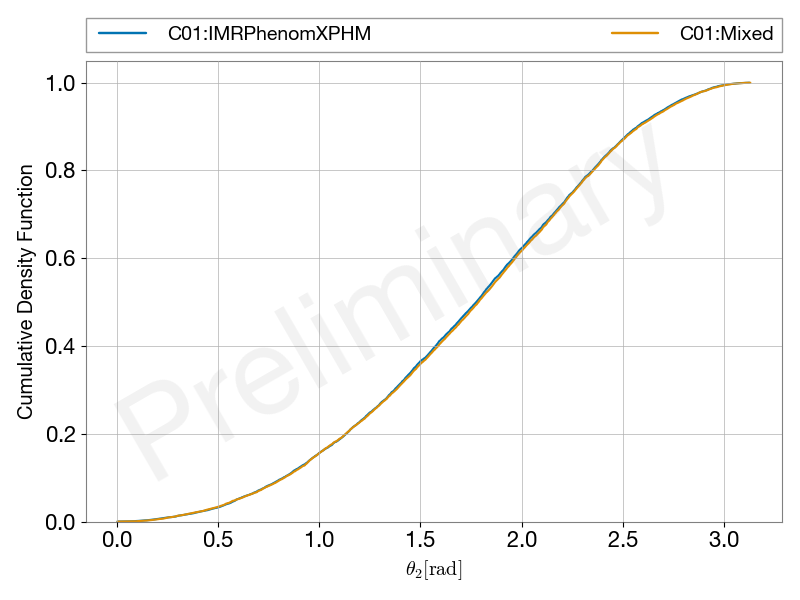 C01:IMRPhenomXPHM C01:Mixed
Preliminary
Cumulative Density Function
1.0
0.8
0.6
0.4
0.2
0.0
0.0 0.5 1.0 1.5 2.0 2.5 3.0
θ₂[rad]